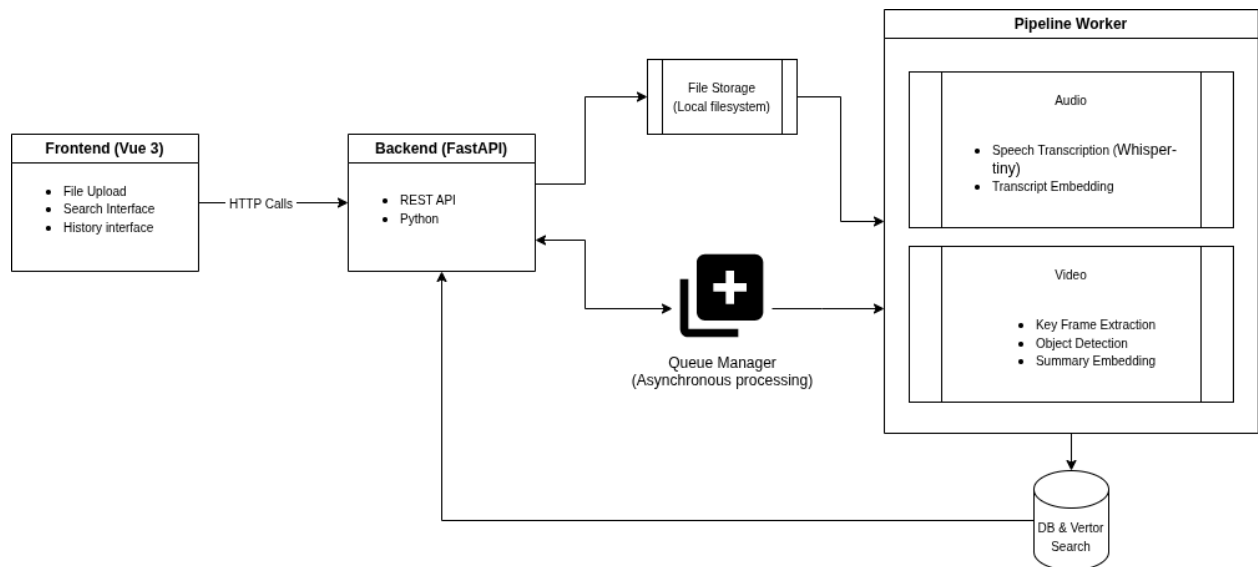 Pipeline Worker
File Storage
(Local filesystem)
Audio
Speech Transcription (Whisper-
tiny)
Transcript Embedding
Frontend (Vue 3)
File Upload
Search Interface
History interface
HTTP Calls
Backend (FastAPI)
REST API
Python
Queue Manager
(Asynchronous processing)
Video
Key Frame Extraction
Object Detection
Summary Embedding
DB & Vertor
Search